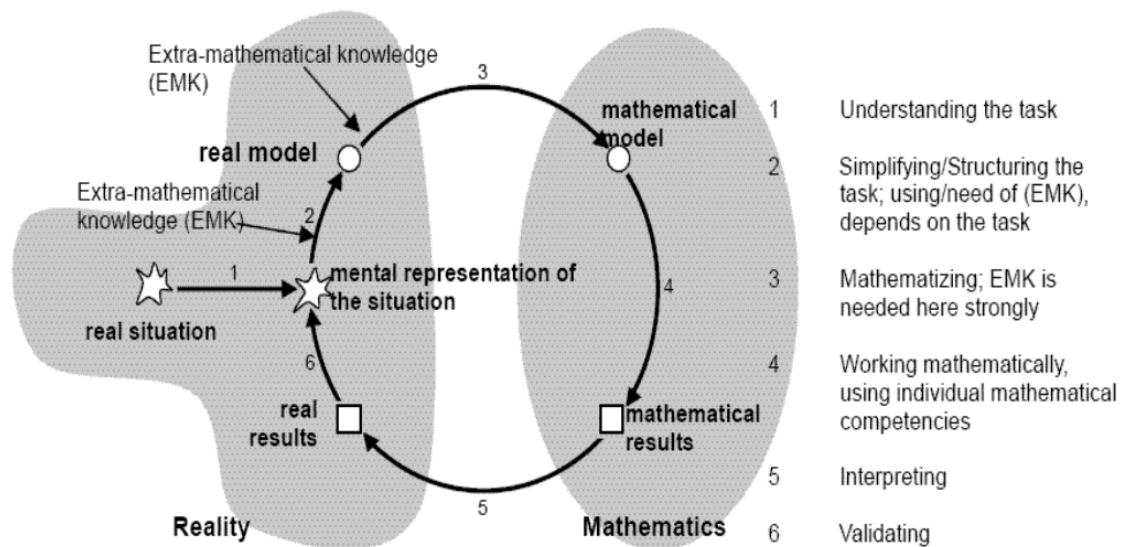 Extra-mathematical knowledge
(EMK)
3
mathematical
model
real model
Extra-mathematical
knowledge (EMK)
2
1
mental representation of
the situation
real situation
4
6
real
results
mathematical
results
5
Reality
Mathematics
1 Understanding the task
2 Simplifying/Structuring the
task; using/need of (EMK),
depends on the task
3 Mathematizing; EMK is
needed here strongly
4 Working mathematically,
using individual mathematical
competencies
5 Interpreting
6 Validating